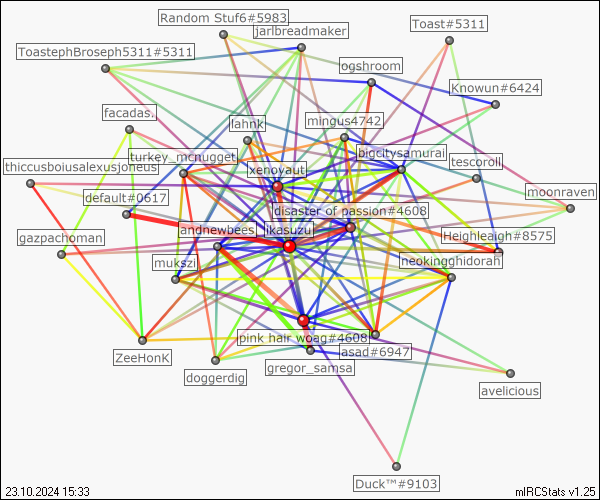 Random Stuf6#5983
jarlbreadmaker
Toast#5311
ToastephBroseph5311#5311
ogshroom
Knowun#6424
facadas.
lahnk
mingus4742
turkey_mcnugget
bigcitysamurai
tescoroll
thiccusboiusalexusjoneus
xenoyaut
moonraven
default#0617
disaster of passion#4608
andnewbees
ikasuzu
Heighleaigh#8575
gazpachoman
mukszi
neokingghidorah
pink hair woag#4608
asad#6947
ZeeHonK
gregor_samsa
doggerdig
avelicious
Duck™#9103
23.10.2024 15:33
mIRCStats v1.25